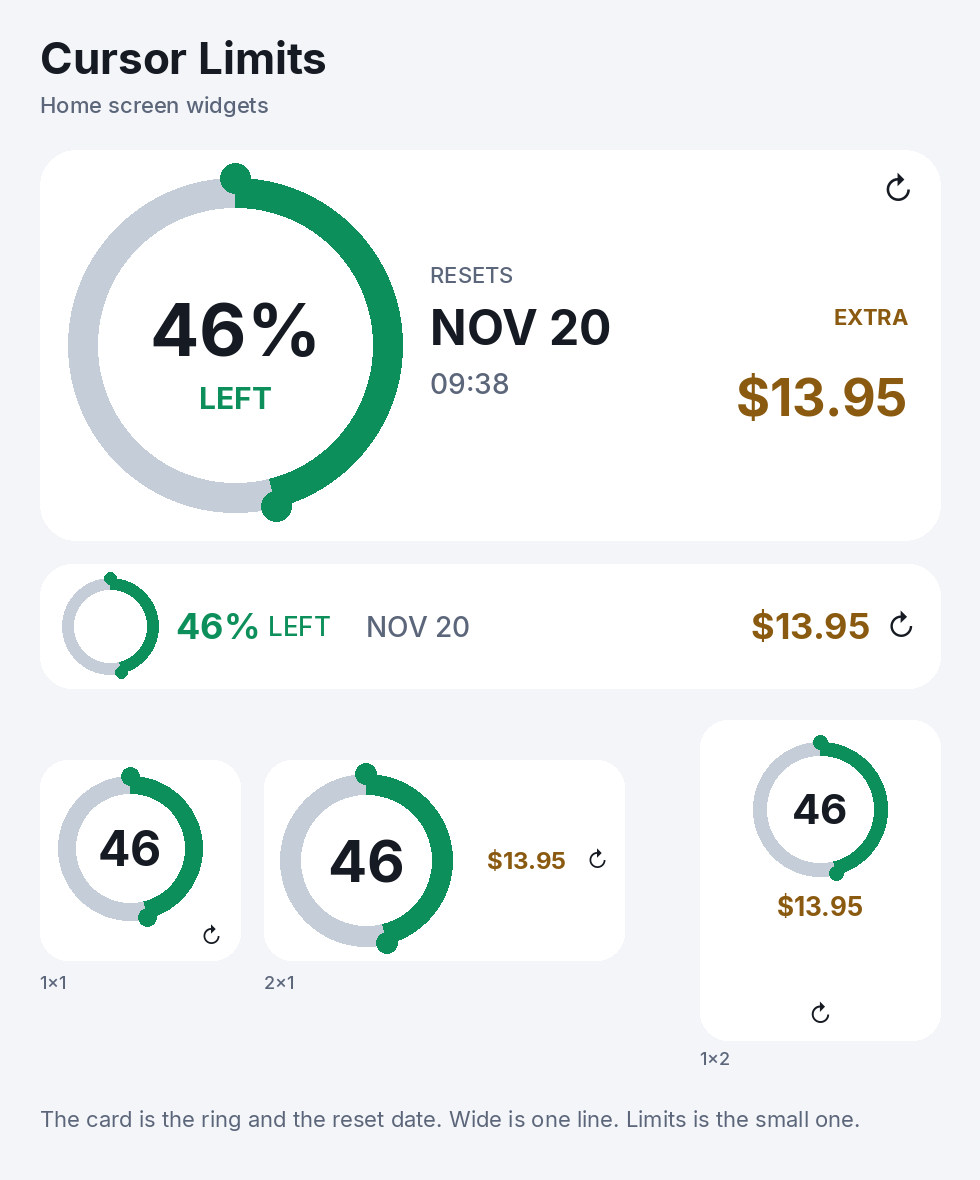 Cursor Limits
Home screen widgets
46%
LEFT
RESETS
NOV 20
09:38
EXTRA
$13.95
46% LEFT NOV 20 $13.95
46
46
$13.95
46
$13.95
1×1
2×1
1×2
The card is the ring and the reset date. Wide is one line. Limits is the small one.